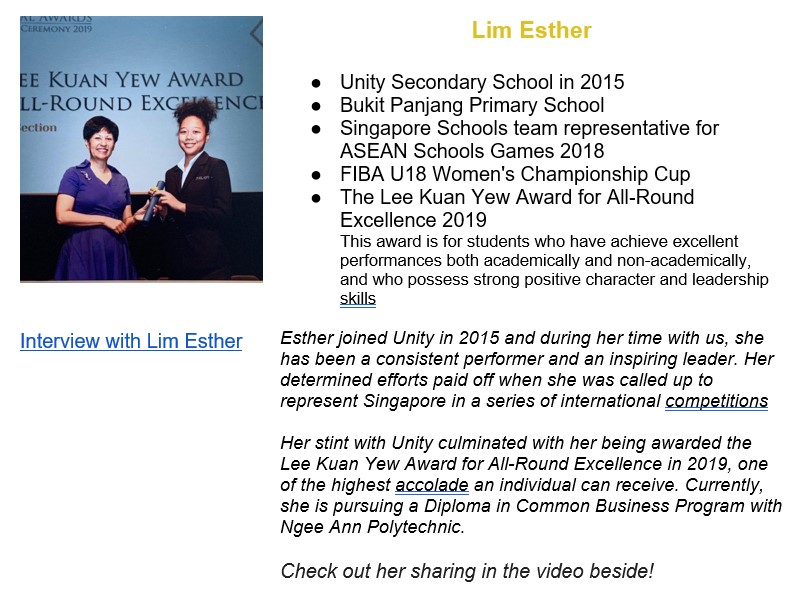 AL AWARDS
CEREMONY 2019
EE KUAN YEW AWARD
LL-ROUND EXCELLENCE
ection
Interview with Lim Esther
Lim Esther
● Unity Secondary School in 2015
● Bukit Panjang Primary School
● Singapore Schools team representative for
ASEAN Schools Games 2018
● FIBA U18 Women's Championship Cup
● The Lee Kuan Yew Award for All-Round
Excellence 2019
This award is for students who have achieve excellent
performances both academically and non-academically,
and who possess strong positive character and leadership
skills
Esther joined Unity in 2015 and during her time with us, she
has been a consistent performer and an inspiring leader. Her
determined efforts paid off when she was called up to
represent Singapore in a series of international competitions
Her stint with Unity culminated with her being awarded the
Lee Kuan Yew Award for All-Round Excellence in 2019, one
of the highest accolade an individual can receive. Currently,
she is pursuing a Diploma in Common Business Program with
Ngee Ann Polytechnic.
Check out her sharing in the video beside!